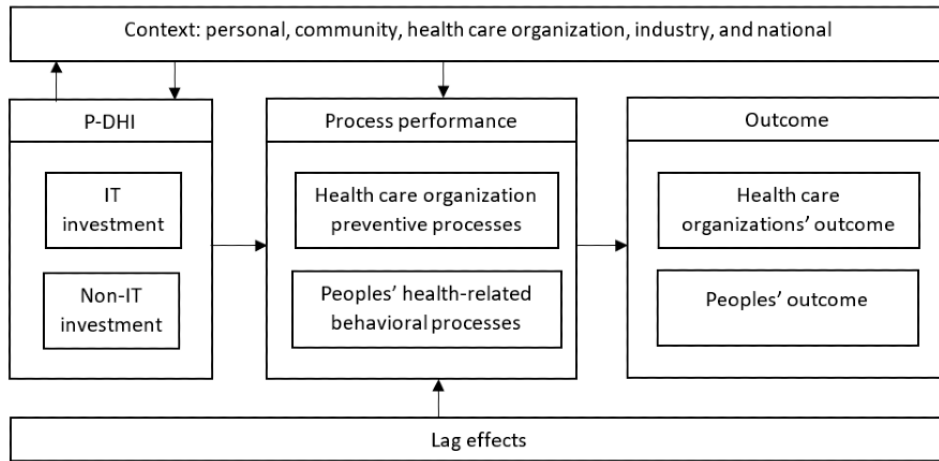 Context: personal, community, health care organization, industry, and national
P-DHI
IT
investment
Non-IT
investment
Process performance
Health care organization
preventive processes
Peoples’ health-related
behavioral processes
Outcome
Health care
organizations’ outcome
Peoples’ outcome
Lag effects